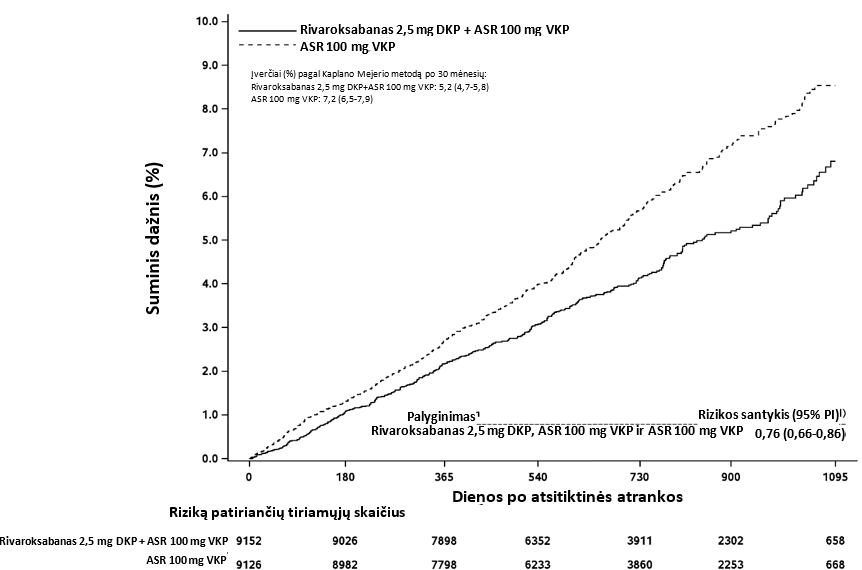 10.0
Rivaroksabanas 2,5 mg DKP + ASR 100 mg VKP
ASR 100 mg VKP
9.0
Įverčiai (%) pagal Kaplano Mejerio metodą po 30 mėnesių:
Rivaroksabanas 2,5 mg DKP+ASR 100 mg VKP: 5,2 (4,7-5,8)
ASR 100 mg VKP: 7,2 (6,5-7,9)
8.0
7.0
6.0
5.0
4.0
3.0
2.0
1.0
0.0
Suminis dažnis (%)
Palyginimas Rizikos santykis (95% PI)
Rivaroksabanas 2,5 mg DKP, ASR 100 mg VKP ir ASR 100 mg VKP 0,76 (0,66-0,86)
0 180 365 540 730 900 1095
Dienos po atsitiktinės atrankos
Riziką patiriančių tiriamųjų skaičius
Rivaroksabanas 2,5 mg DKP + ASR 100 mg VKP 9152 9026 7898 6352 3911 2302 658
ASR 100 mg VKP 9126 8982 7798 6233 3860 2253 668